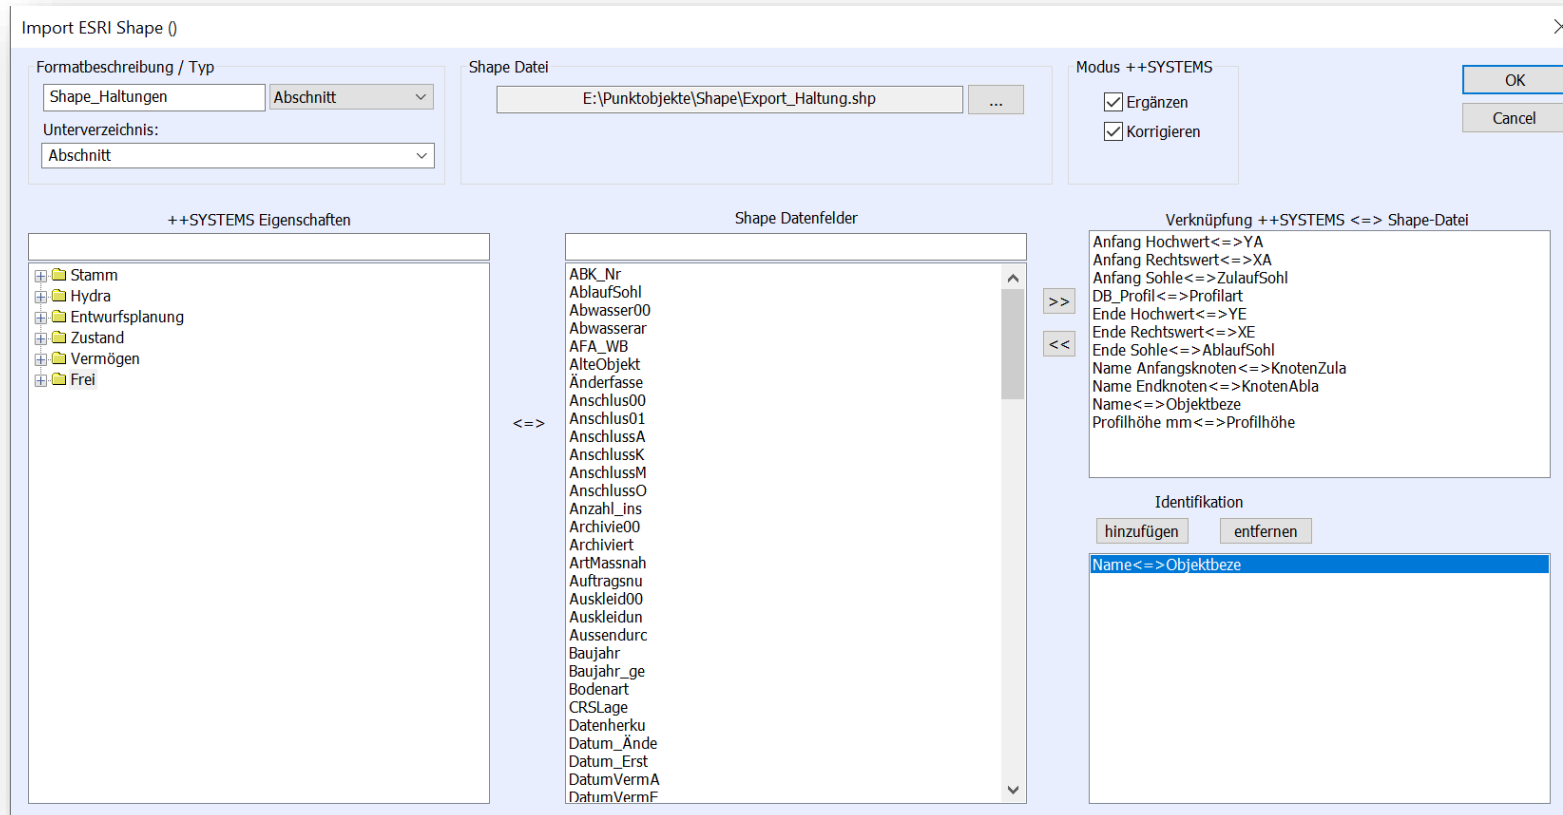 Import ESRI Shape ()
Formatbeschreibung / Typ
Shape_Haltungen
Abschnitt
Unterverzeichnis:
Abschnitt
Shape Datei
E:\Punktobjekte\Shape\Export_Haltung.shp
...
Modus ++SYSTEMS
Ergänzen
Korrigieren
OK
Cancel
++SYSTEMS Eigenschaften
Stamm
Hydra
Entwurfsplanung
Zustand
Vermögen
Frei
<=>
Shape Datenfelder
ABK_Nr
AblaufSohl
Abwasser00
Abwasserar
AFA_WB
AlteObjekt
Änderfasse
Anschlus00
Anschlus01
AnschlussA
AnschlussK
AnschlussM
AnschlussO
Anzahl_ins
Archivie00
Archiviert
ArtMassnah
Auftragsnu
Auskleid00
Auskleidun
Aussendurc
Baujahr
Baujahr_ge
Bodenart
CRSLage
Datenherku
Datum_Ände
Datum_Erst
DatumVermA
DatumVermE
>>
<<
Verknüpfung ++SYSTEMS <=> Shape-Datei
Anfang Hochwert<=>YA
Anfang Rechtswert<=>XA
Anfang Sohle<=>ZulaufSohl
DB_Profil<=>Profilart
Ende Hochwert<=>YE
Ende Rechtswert<=>XE
Ende Sohle<=>AblaufSohl
Name Anfangsknoten<=>KnotenZula
Name Endknoten<=>KnotenAbla
Name<=>Objektbeze
Profilhöhe mm<=>Profilhöhe
Identifikation
hinzufügen
entfernen
Name<=>Objektbeze